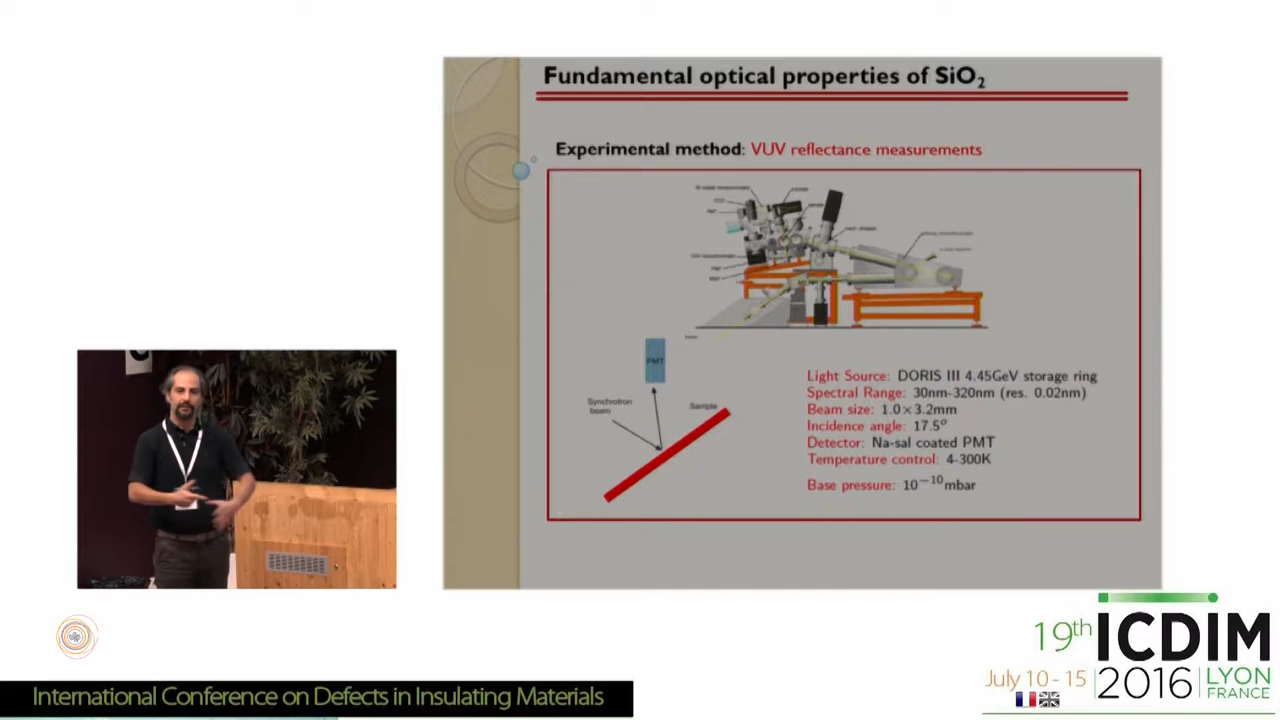 Fundamental optical properties of SiO₂
Experimental method: VUV reflectance measurements
PMT
Synchrotron
beam
Sample
Light Source: DORIS III 4.45GeV storage ring
Spectral Range: 30nm-320nm (res. 0.02nm)
Beam size: 1.0×3.2mm
Incidence angle: 17.5°
Detector: Na-sal coated PMT
Temperature control: 4-300K
Base pressure: 10⁻¹⁰mbar
19th ICDIM
July 10 - 15 2016 LYON
FRANCE
International Conference on Defects in Insulating Materials